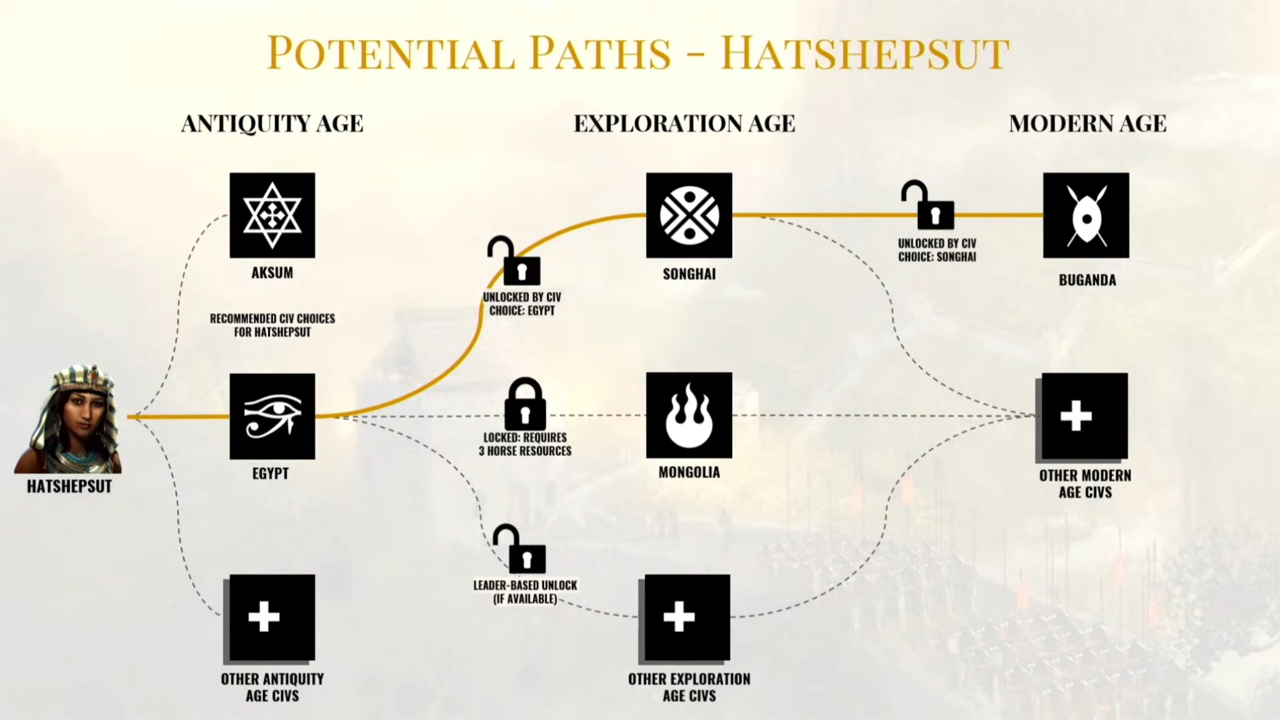 POTENTIAL PATHS - HATSHEPSUT
ANTIQUITY AGE
EXPLORATION AGE
MODERN AGE
AKSUM
RECOMMENDED CIV CHOICES
FOR HATSHEPSUT
HATSHEPSUT
EGYPT
OTHER ANTIQUITY
AGE CIVS
UNLOCKED BY CIV
CHOICE: EGYPT
LOCKED: REQUIRES
3 HORSE RESOURCES
LEADER-BASED UNLOCK
(IF AVAILABLE)
SONGHAI
MONGOLIA
OTHER EXPLORATION
AGE CIVS
UNLOCKED BY CIV
CHOICE: SONGHAI
BUGANDA
OTHER MODERN
AGE CIVS